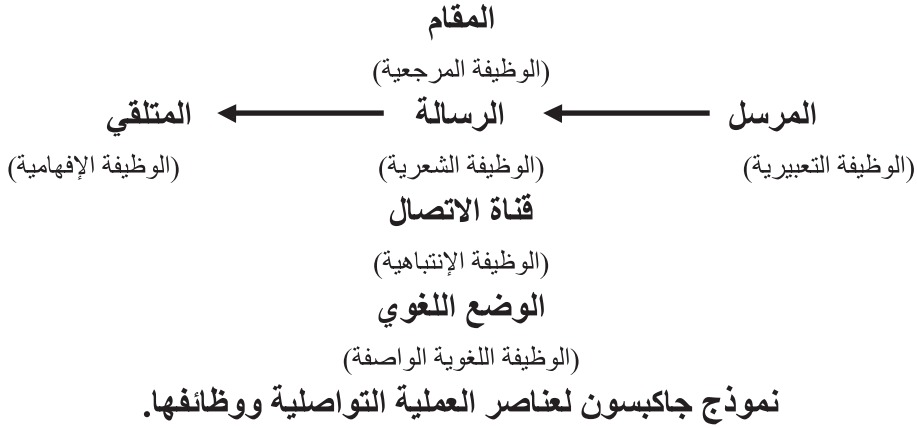 المقام
(الوظيفة المرجعية)
المرسل الرسالة المتلقي
(الوظيفة التعبيرية) (الوظيفة الشعرية) (الوظيفة الإفهامية)
قناة الاتصال
(الوظيفة الإنتباهية)
الوضع اللغوي
(الوظيفة اللغوية الواصفة)
نموذج جاكبسون لعناصر العملية التواصلية ووظائفها.